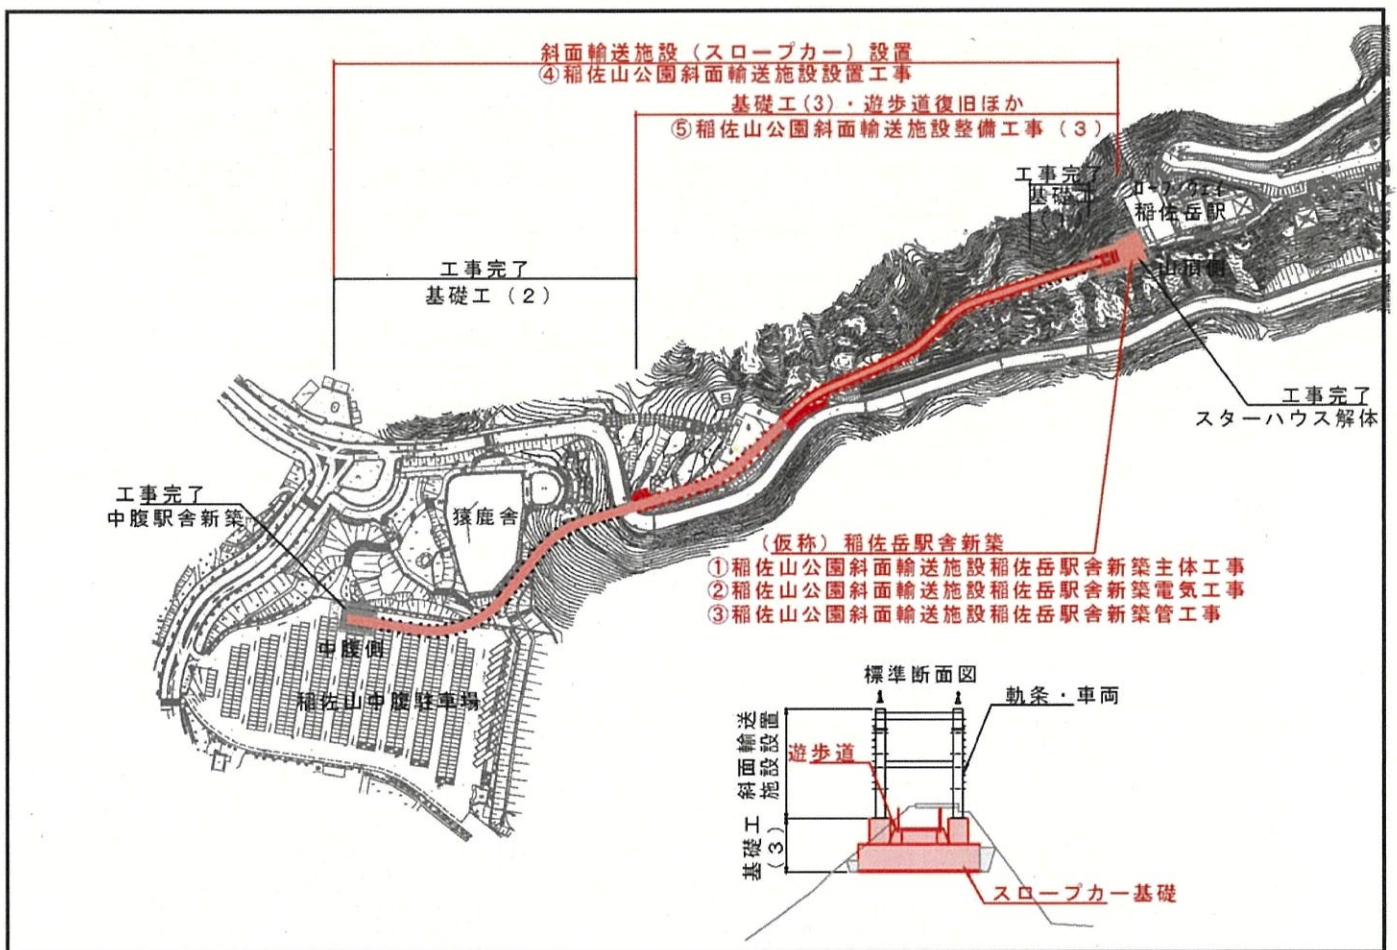 斜面輸送施設（スロープカー）設置
④稲佐山公園斜面輸送施設設置工事
基礎工(3)・遊歩道復旧ほか
⑤稲佐山公園斜面輸送施設整備工事（3）
工事完了
基礎工
(1)
ロープウェイ
稲佐岳駅
山頂側
工事完了
基礎工（2）
工事完了
スターハウス解体
工事完了
中腹駅舎新築
猿鹿舎
（仮称）稲佐岳駅舎新築
①稲佐山公園斜面輸送施設稲佐岳駅舎新築主体工事
②稲佐山公園斜面輸送施設稲佐岳駅舎新築電気工事
③稲佐山公園斜面輸送施設稲佐岳駅舎新築管工事
中腹側
稲佐山中腹駐車場
標準断面図
軌条・車両
斜面輸送
施設設置
遊歩道
基礎工
(3)
スロープカー基礎